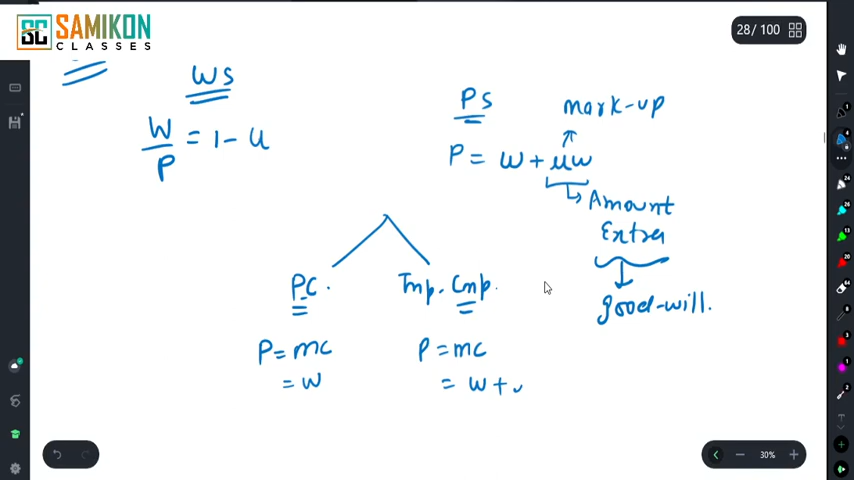 SAMIKON
CLASSES
28/100
WS
W/P = 1 - u
PS
mark-up
P = w + uw
Amount
Extra
good-will.
PC.
Imp. Cmp.
P = mc
= w
P = mc
= w +
30%